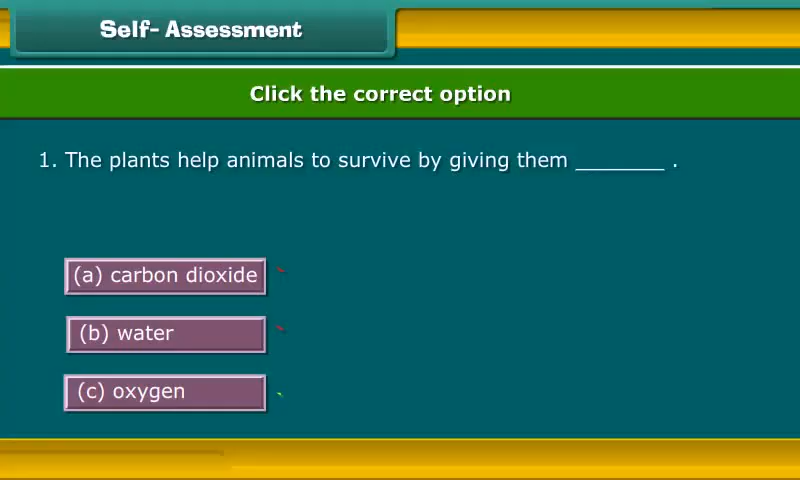 Self- Assessment
Click the correct option
1. The plants help animals to survive by giving them _______ .
(a) carbon dioxide
(b) water
(c) oxygen